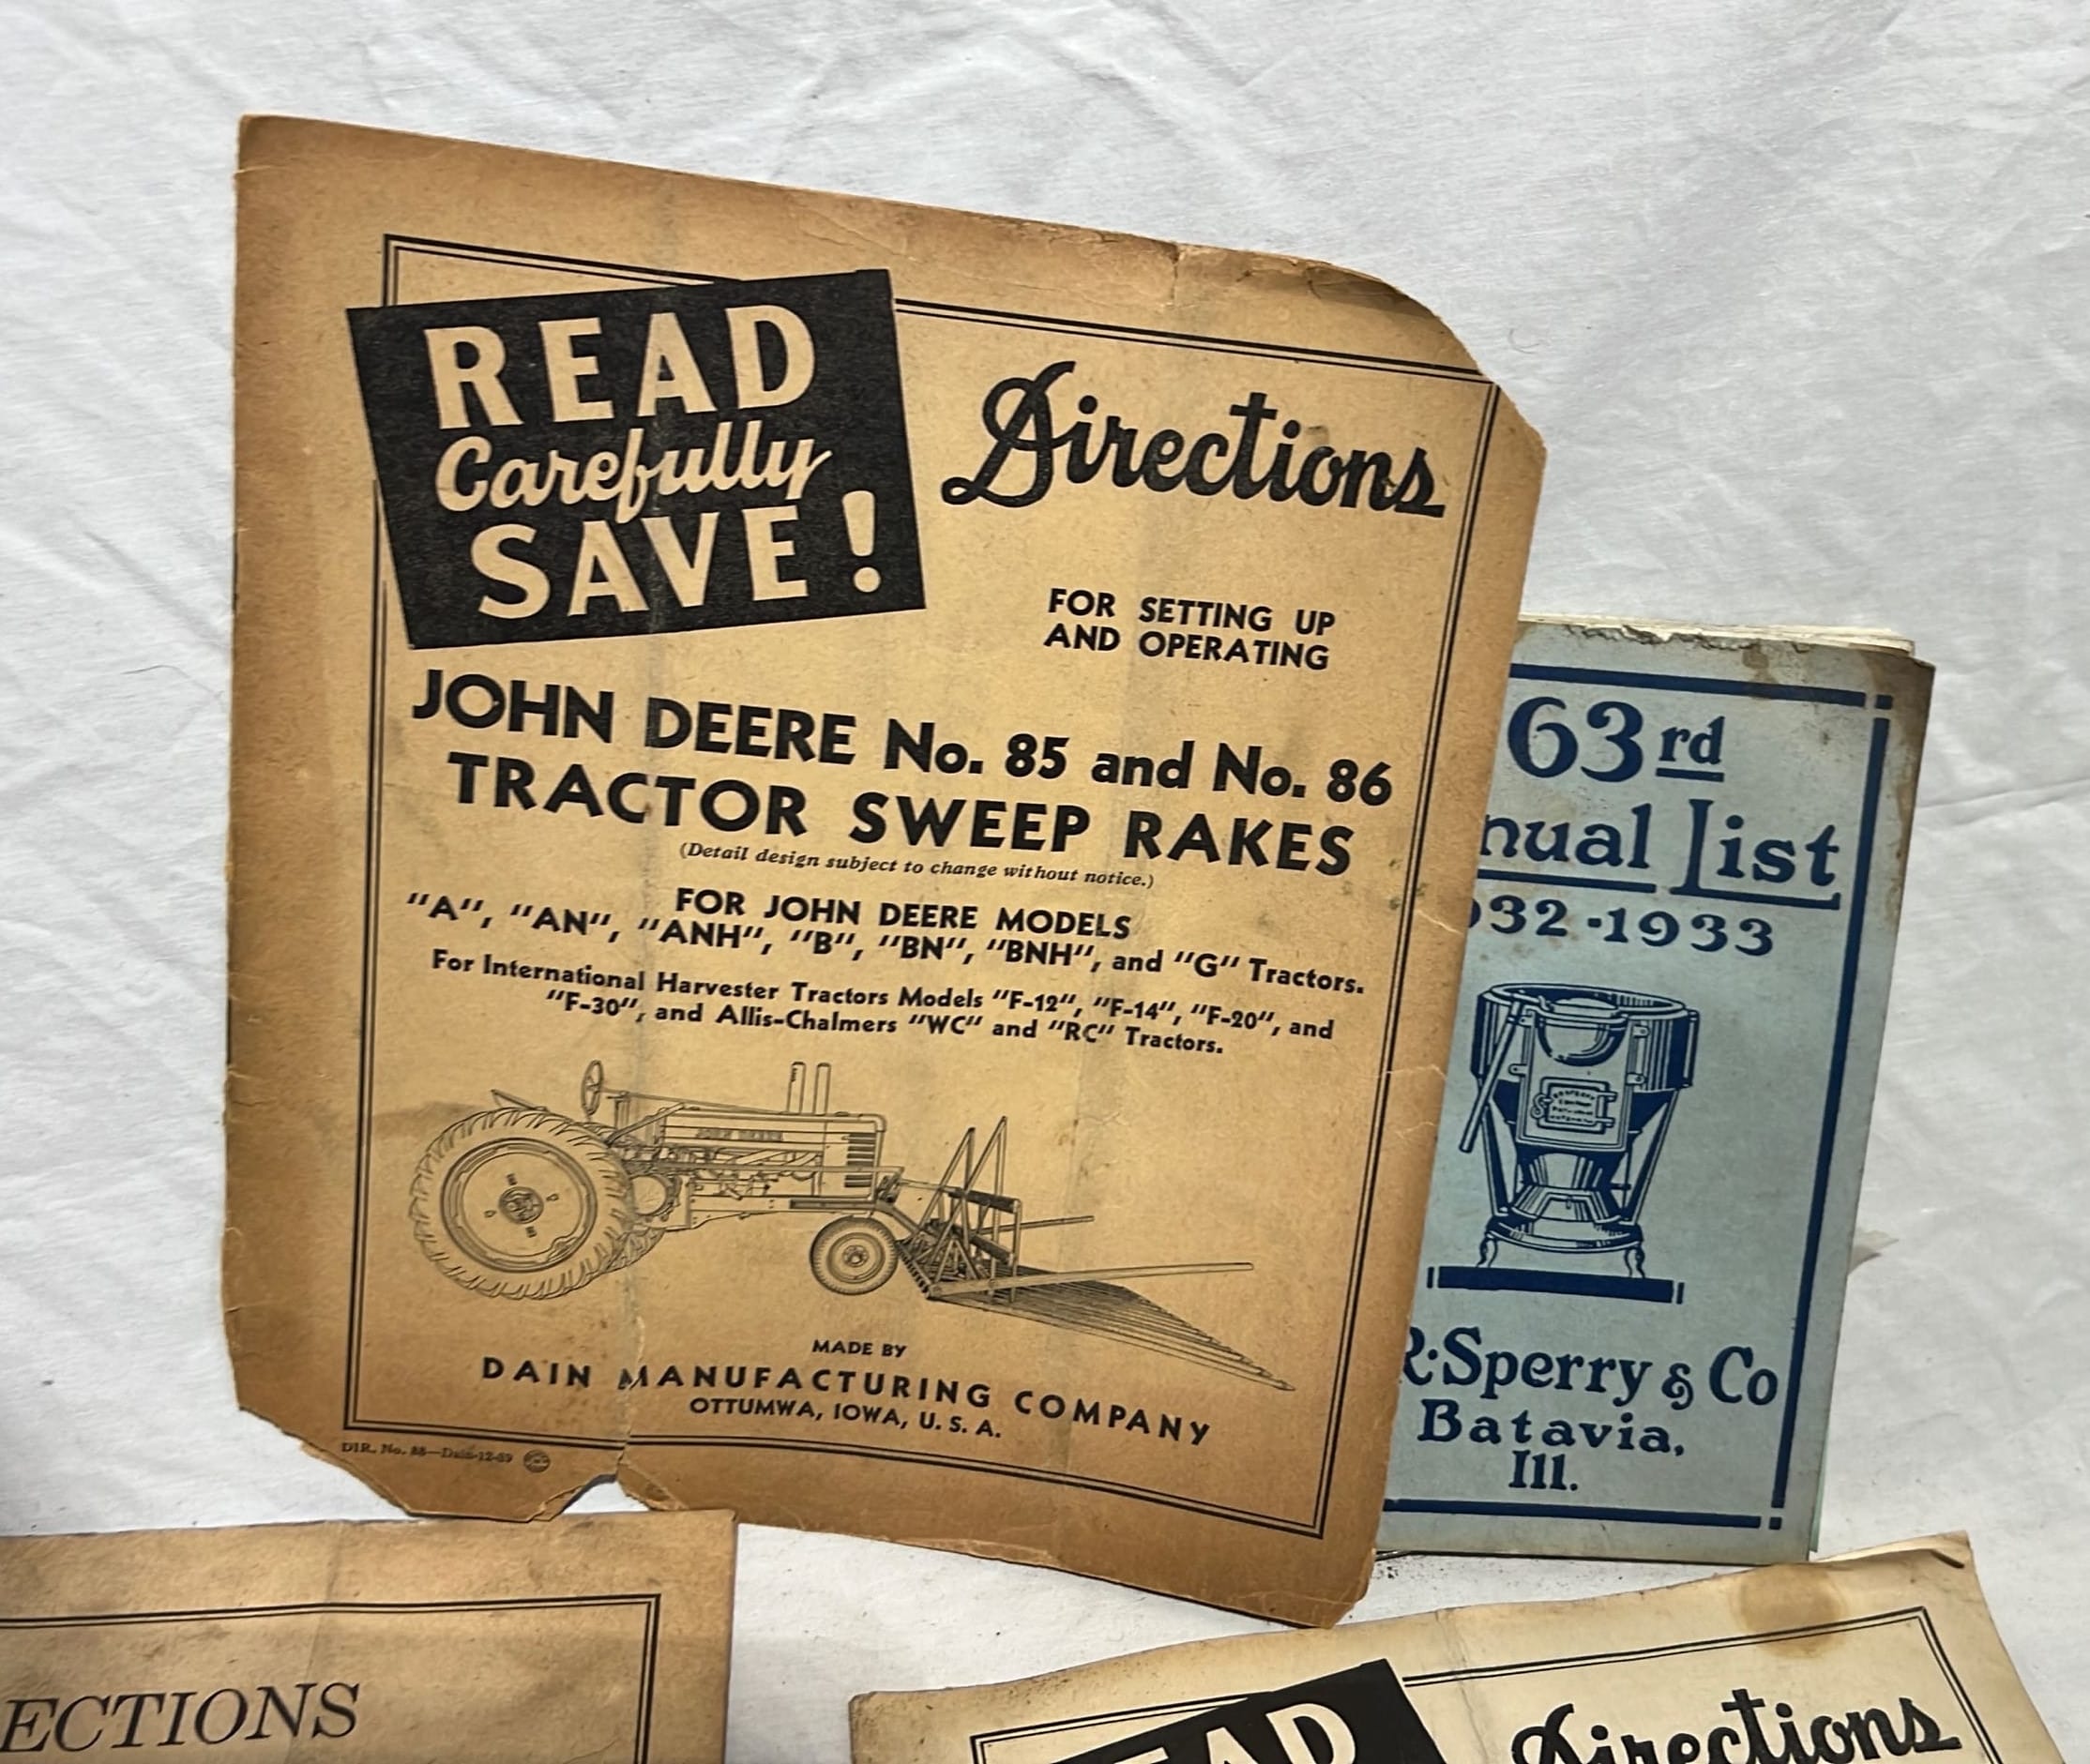 READ
Carefully
SAVE!
Directions
FOR SETTING UP
AND OPERATING
JOHN DEERE No. 85 and No. 86
TRACTOR SWEEP RAKES
(Detail design subject to change without notice.)
FOR JOHN DEERE MODELS
"A", "AN", "ANH", "B", "BN", "BNH", and "G" Tractors.
For International Harvester Tractors Models "F-12", "F-14", "F-20", and
"F-30", and Allis-Chalmers "WC" and "RC" Tractors.
JOHN DEERE
MADE BY
DAIN MANUFACTURING COMPANY
OTTUMWA, IOWA, U. S. A.
63rd
nual List
932-1933
R. Sperry & Co
Batavia,
Ill.
ECTIONS
EAD
Directions